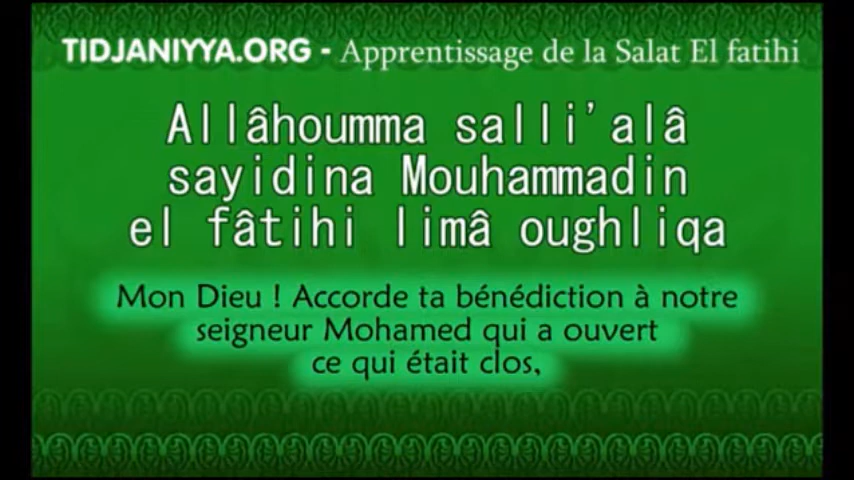 TIDJANIYYA.ORG - Apprentissage de la Salat El fatihi
Allâhoumma salli'alâ
sayidina Mouhammadin
el fâtihi limâ oughliqa
Mon Dieu ! Accorde ta bénédiction à notre
seigneur Mohamed qui a ouvert
ce qui était clos,